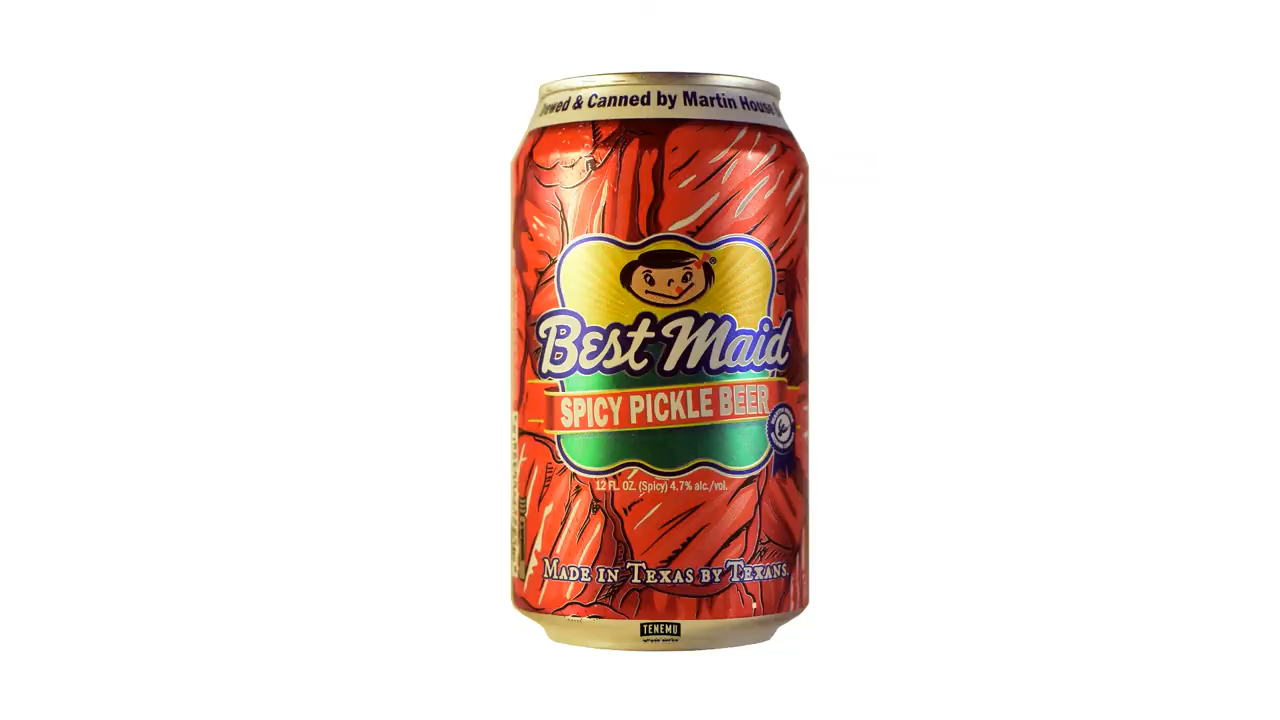 & Canned by Martin House
Best Maid
SPICY PICKLE BEER
12 FL. OZ. (Spicy) 4.7% alc./vol.
MADE IN TEXAS BY TEXANS.
TENEMU